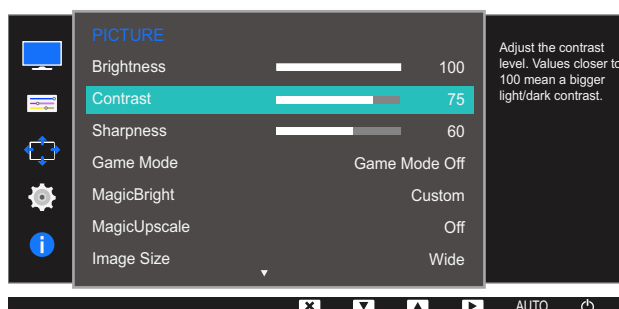 PICTURE
Brightness 100
Contrast 75
Sharpness 60
Game Mode Game Mode Off
MagicBright Custom
MagicUpscale Off
Image Size Wide
Adjust the contrast
level. Values closer to
100 mean a bigger
light/dark contrast.
AUTO